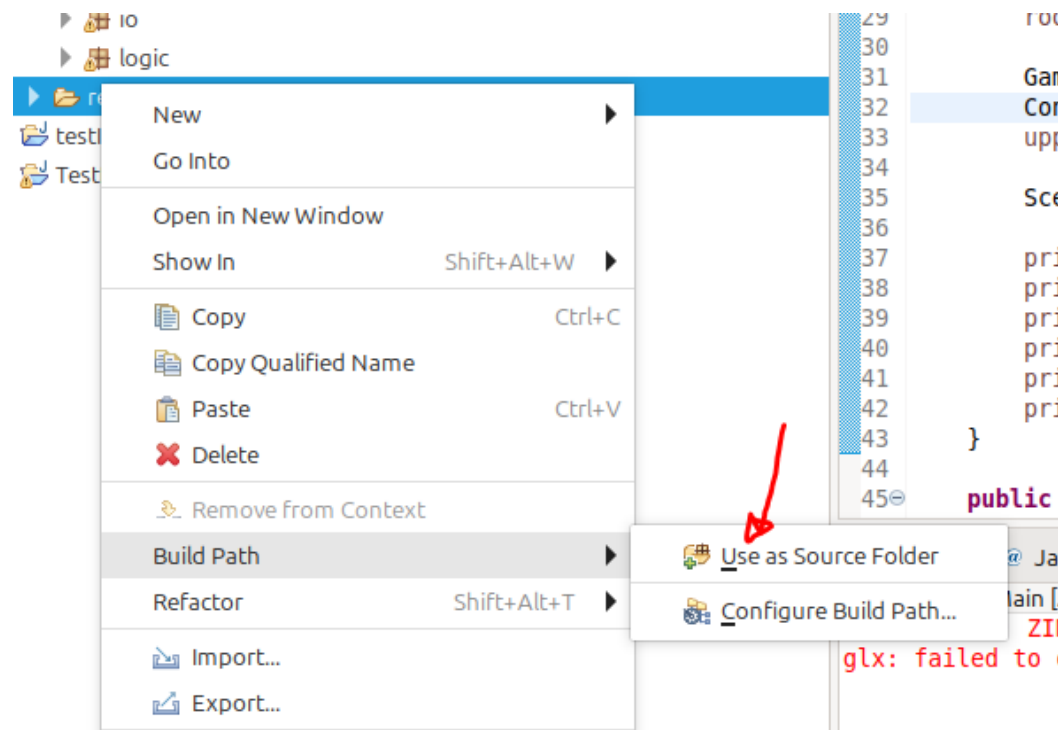 io
logic
New
Go Into
Open in New Window
Show In Shift+Alt+W
Copy Ctrl+C
Copy Qualified Name
Paste Ctrl+V
Delete
Remove from Context
Build Path
Refactor Shift+Alt+T
Import...
Export...
Use as Source Folder
Configure Build Path...
29
30
31
32
33
34
35
36
37
38
39
40
41
42
43 }
44
45 public
glx: failed to